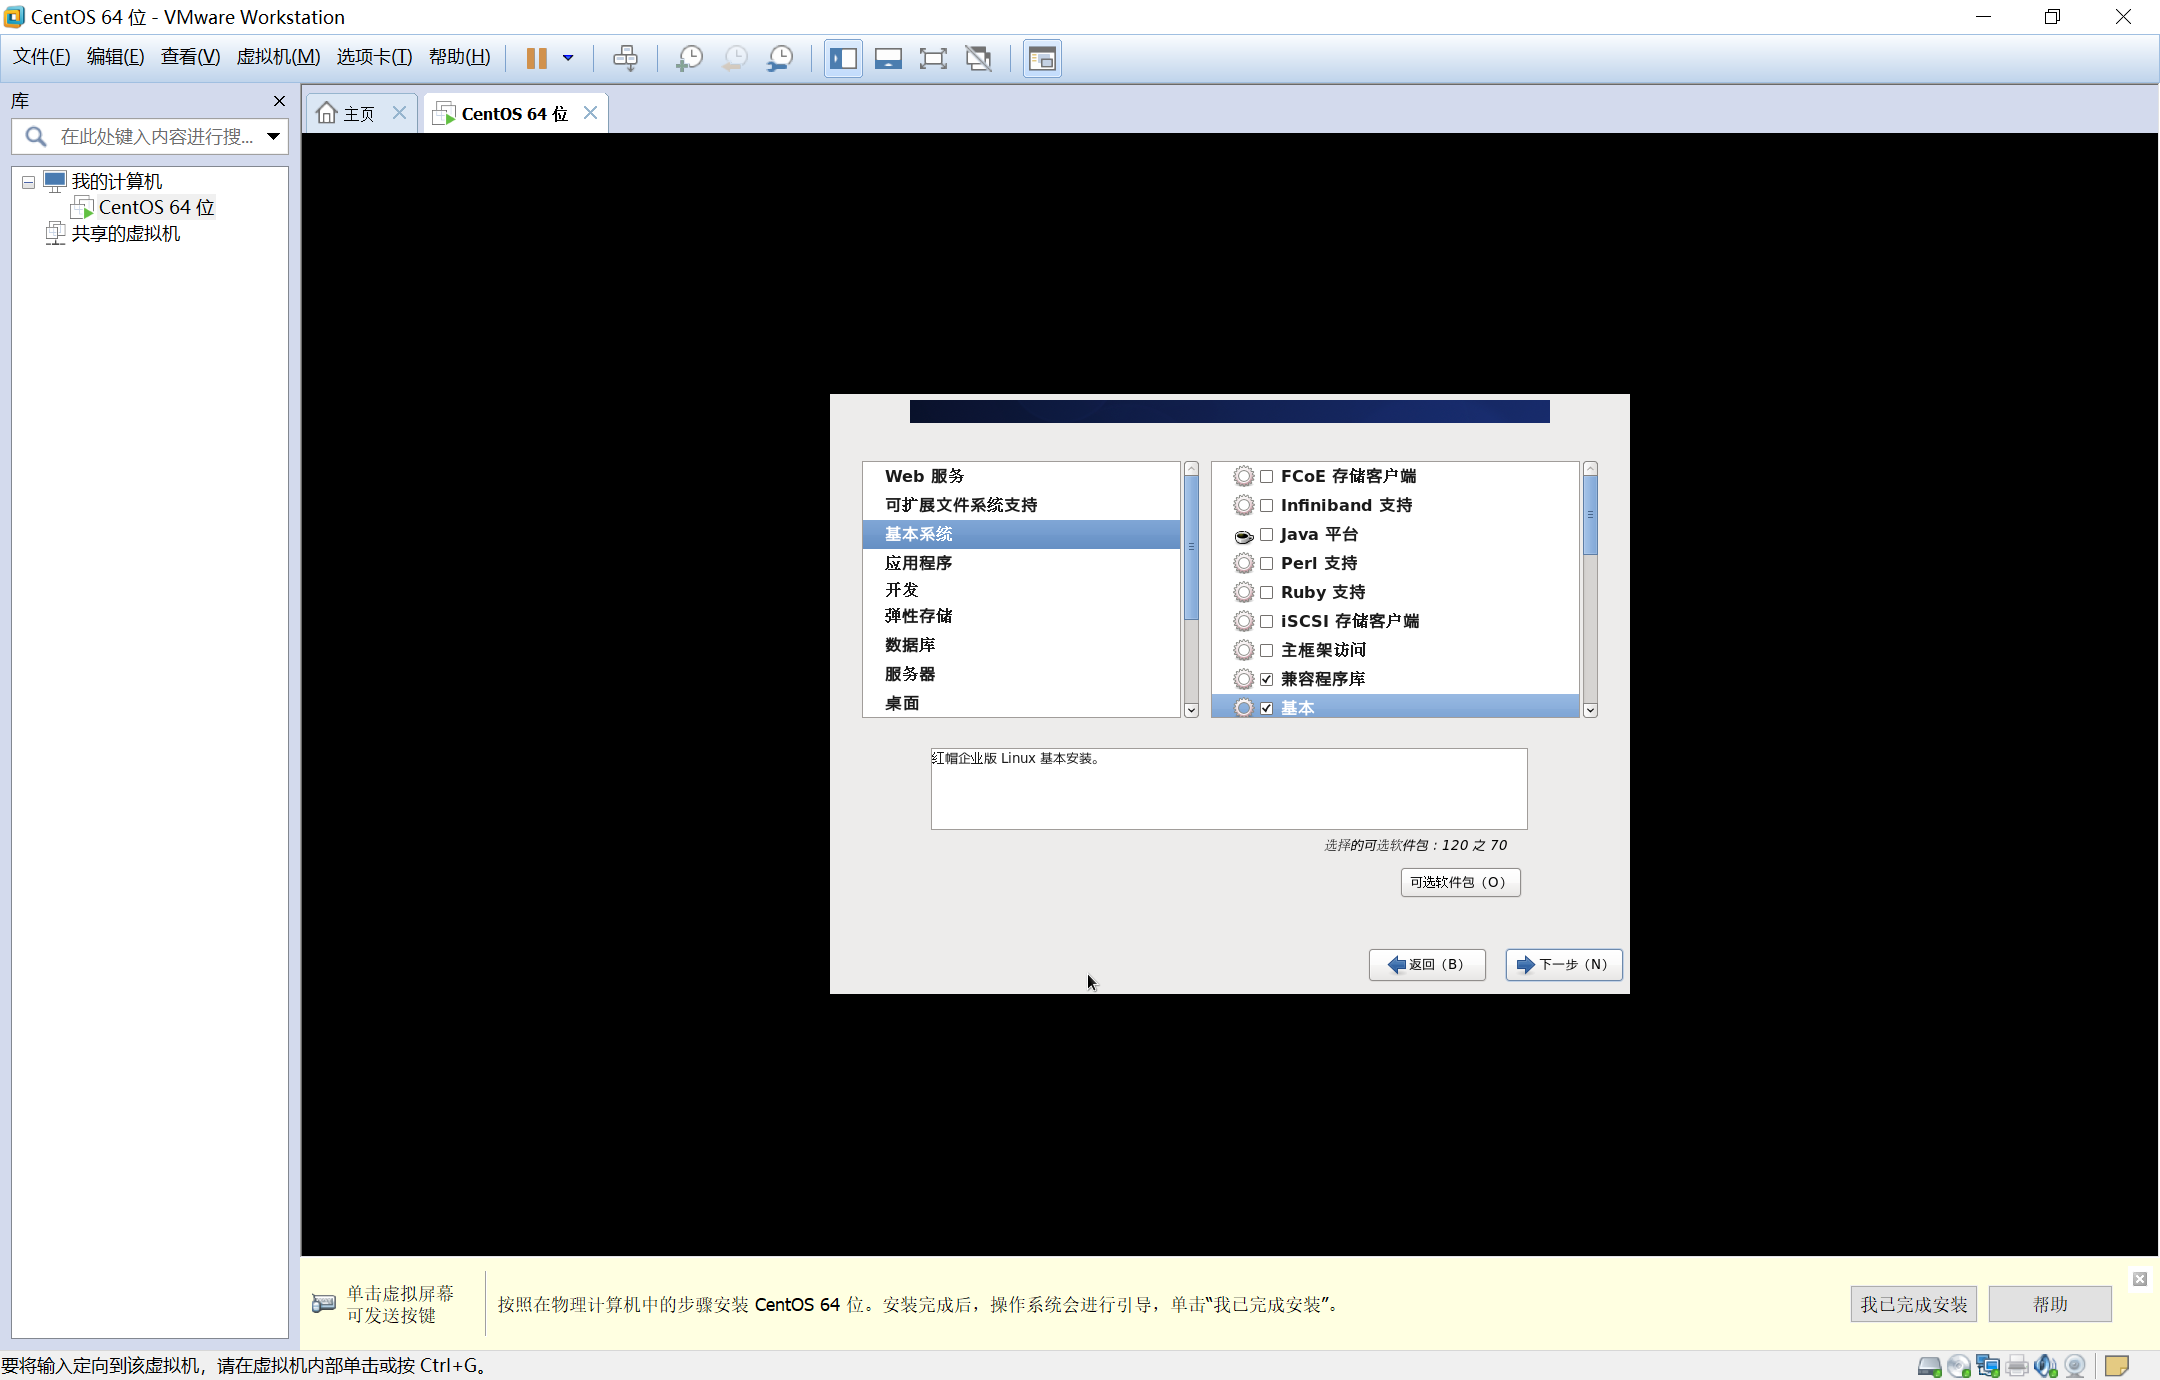 CentOS 64 位 - VMware Workstation
文件(F) 编辑(E) 查看(V) 虚拟机(M) 选项卡(T) 帮助(H)
库
在此处键入内容进行搜...
我的计算机
CentOS 64 位
共享的虚拟机
主页
CentOS 64 位
Web 服务
可扩展文件系统支持
基本系统
应用程序
开发
弹性存储
数据库
服务器
桌面
FCoE 存储客户端
Infiniband 支持
Java 平台
Perl 支持
Ruby 支持
iSCSI 存储客户端
主框架访问
兼容程序库
基本
红帽企业版 Linux 基本安装。
选择的可选软件包：120 之 70
可选软件包（O）
返回（B）
下一步（N）
单击虚拟屏幕
可发送按键
按照在物理计算机中的步骤安装 CentOS 64 位。安装完成后，操作系统会进行引导，单击“我已完成安装”。
我已完成安装
帮助
要将输入定向到该虚拟机，请在虚拟机内部单击或按 Ctrl+G。